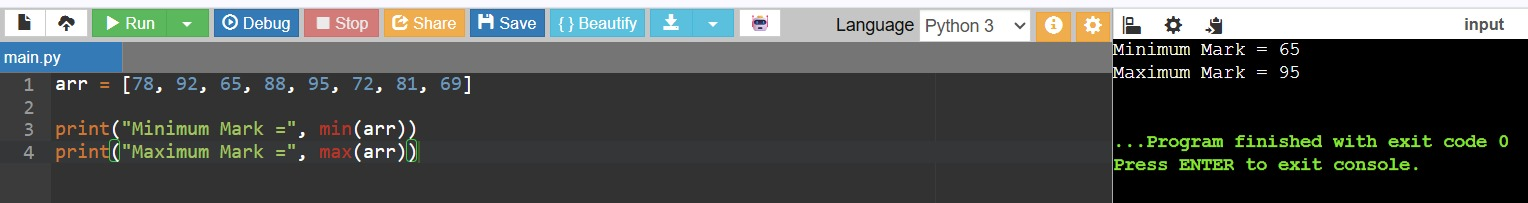 Run Debug Stop Share Save { } Beautify Language Python 3 input
main.py
1 arr = [78, 92, 65, 88, 95, 72, 81, 69]
2
3 print("Minimum Mark =", min(arr))
4 print("Maximum Mark =", max(arr))
Minimum Mark = 65
Maximum Mark = 95
...Program finished with exit code 0
Press ENTER to exit console.